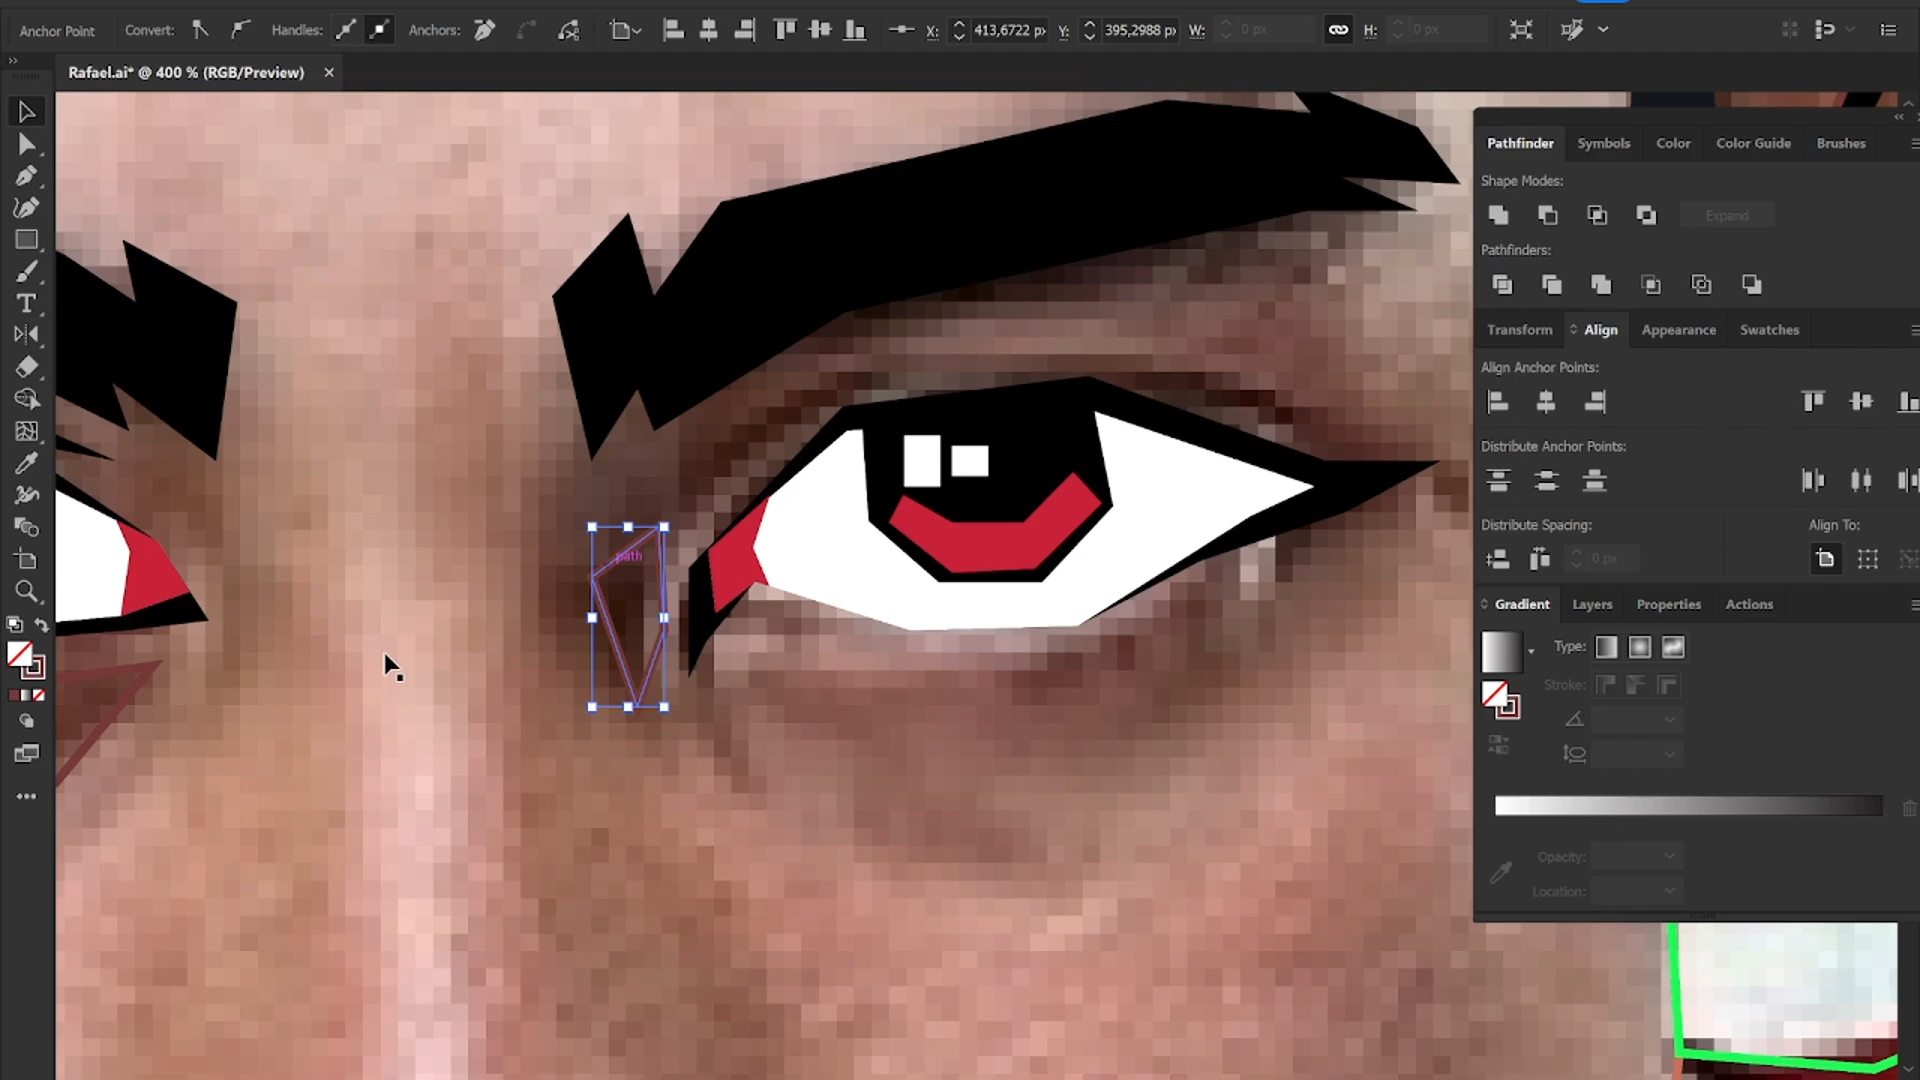 Anchor Point Convert: Handles: Anchors: X: 413,6722 px Y: 395,2988 px W: 0 px H: 0 px
Rafael.ai* @ 400 % (RGB/Preview) ×
Pathfinder Symbols Color Color Guide Brushes
Shape Modes:
Expand
Pathfinders:
Transform Align Appearance Swatches
Align Anchor Points:
Distribute Anchor Points:
Distribute Spacing: Align To:
0 px
path
Gradient Layers Properties Actions
Type:
Stroke:
Opacity:
Location: